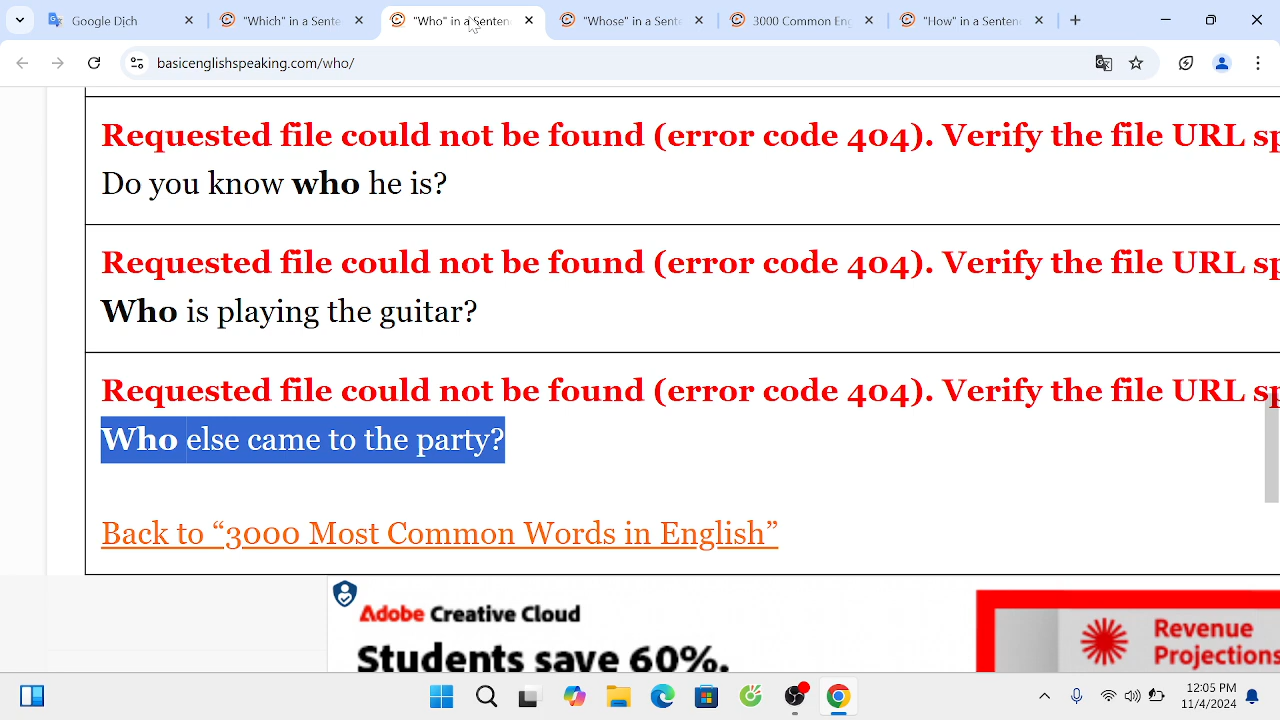 Google Dịch
"Which" in a Sente
"Who" in a Senten
"Whose" in a Sente
3000 Common Eng
"How" in a Sentenc
basicenglishspeaking.com/who/
Requested file could not be found (error code 404). Verify the file URL sp
Do you know who he is?
Requested file could not be found (error code 404). Verify the file URL sp
Who is playing the guitar?
Requested file could not be found (error code 404). Verify the file URL sp
Who else came to the party?
Back to “3000 Most Common Words in English”
Adobe Creative Cloud
Students save 60%.
Revenue
Projections
12:05 PM
11/4/2024